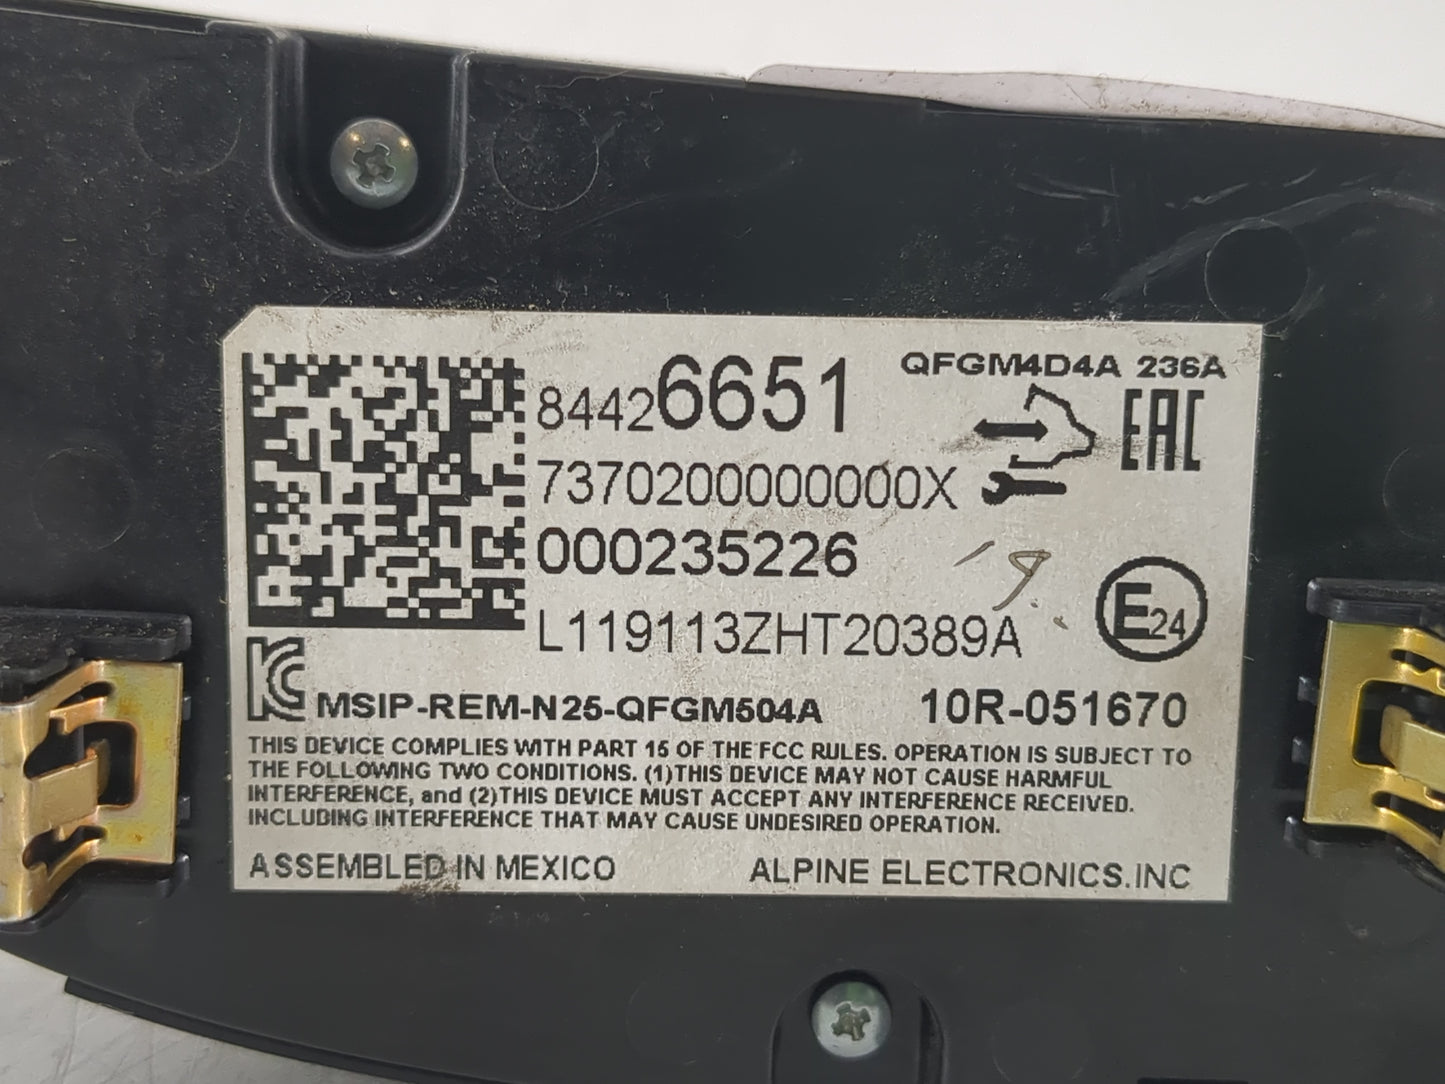 84426651
QFGM4D4A 236A
EAC
7370200000000X
000235226
L119113ZHT20389A
E24
KC MSIP-REM-N25-QFGM504A
10R-051670
THIS DEVICE COMPLIES WITH PART 15 OF THE FCC RULES. OPERATION IS SUBJECT TO
THE FOLLOWING TWO CONDITIONS. (1)THIS DEVICE MAY NOT CAUSE HARMFUL
INTERFERENCE, and (2)THIS DEVICE MUST ACCEPT ANY INTERFERENCE RECEIVED.
INCLUDING INTERFERENCE THAT MAY CAUSE UNDESIRED OPERATION.
ASSEMBLED IN MEXICO
ALPINE ELECTRONICS.INC